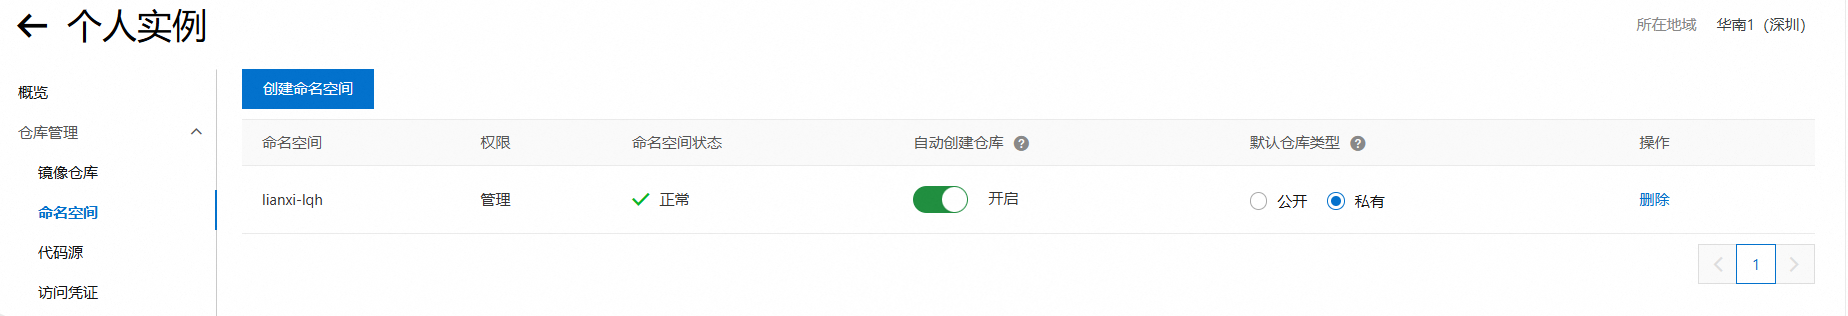 个人实例
所在地域 华南1（深圳）
概览
仓库管理
镜像仓库
命名空间
代码源
访问凭证
创建命名空间
命名空间 权限 命名空间状态 自动创建仓库 ? 默认仓库类型 ? 操作
lianxi-lqh 管理 正常 开启 公开 私有 删除
1